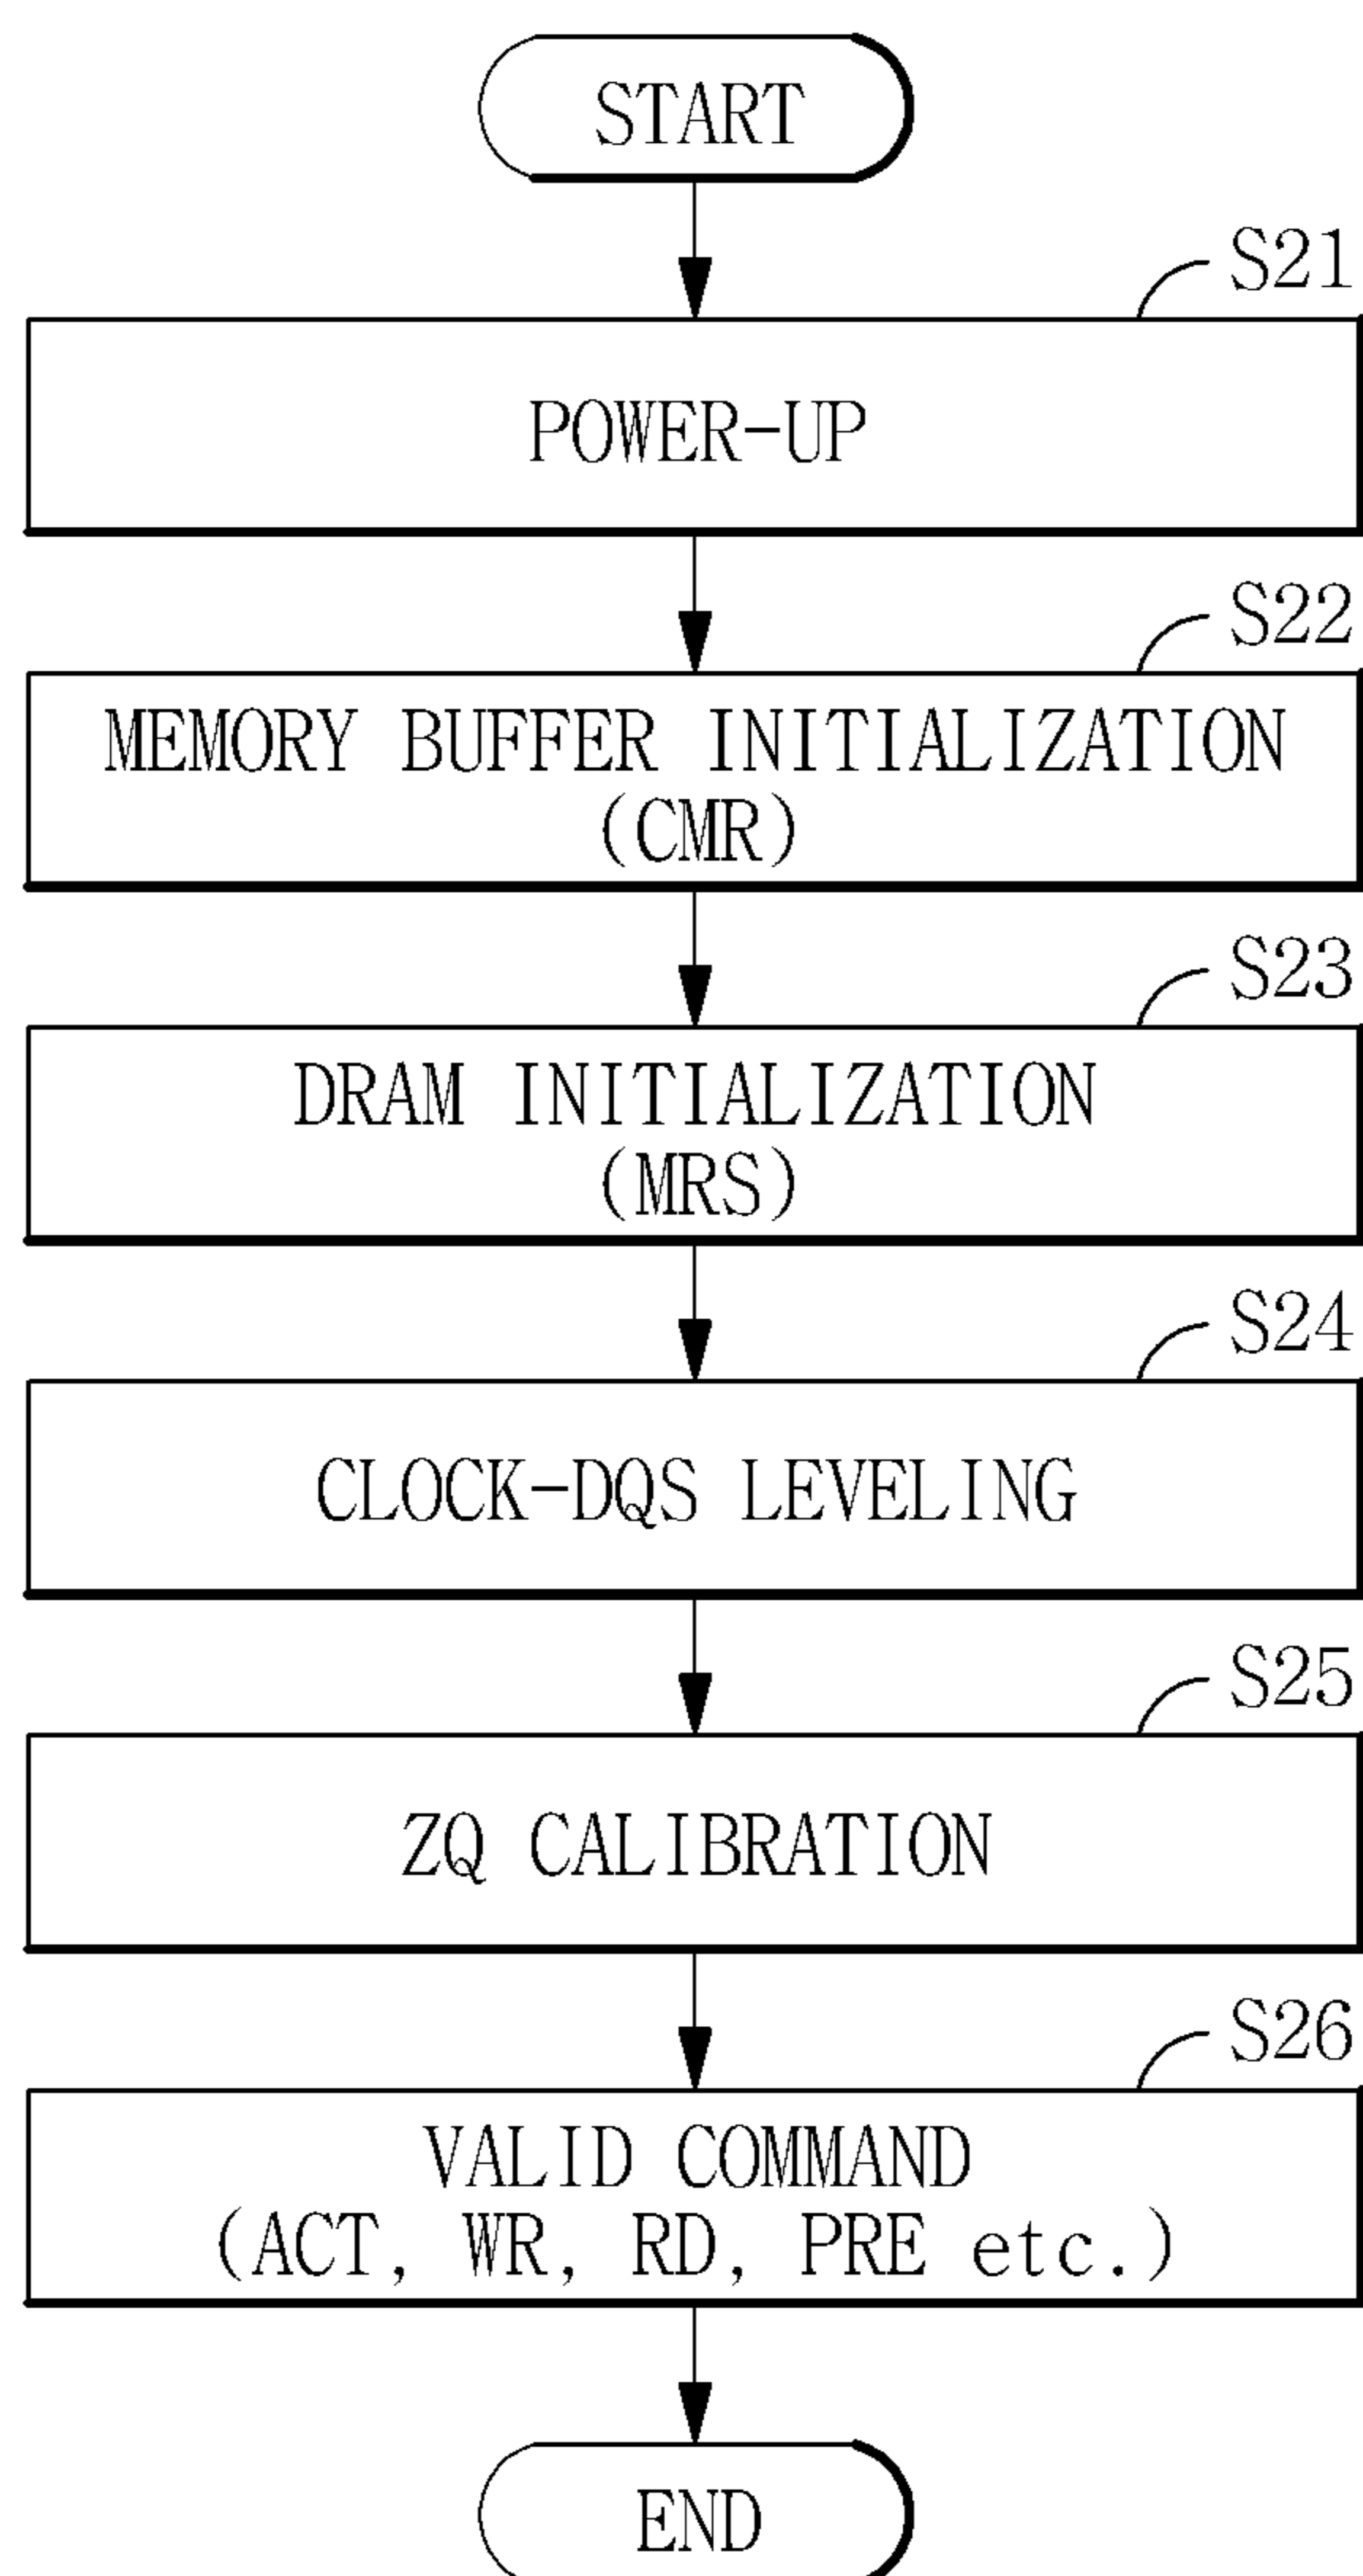 START
S21
POWER-UP
S22
MEMORY BUFFER INITIALIZATION
(CMR)
S23
DRAM INITIALIZATION
(MRS)
S24
CLOCK-DQS LEVELING
S25
ZQ CALIBRATION
S26
VALID COMMAND
(ACT, WR, RD, PRE etc.)
END